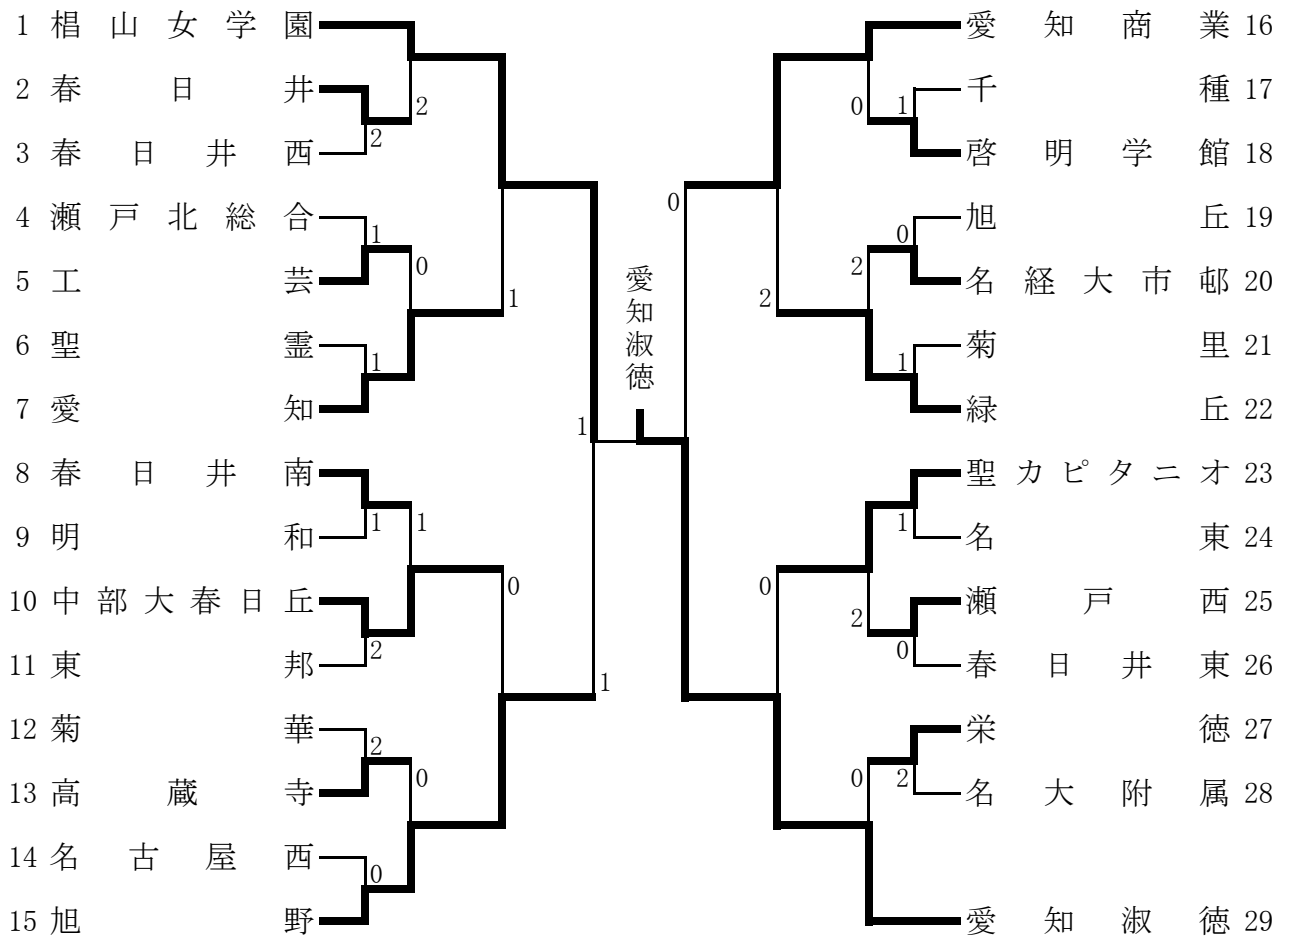 1 椙山女学園
2 春日井
3 春日井西
4 瀬戸北総合
5 工芸
6 聖霊
7 愛知
8 春日井南
9 明和
10 中部大春日丘
11 東邦
12 菊華
13 高蔵寺
14 名古屋西
15 旭野
2
2
1
0
1
1
1
1
2
0
2
0
0
1
1
愛知淑徳
0
2
0
0
1
0
2
1
1
2
0
0
2
愛知商業 16
千種 17
啓明学館 18
旭丘 19
名経大市邨 20
菊里 21
緑丘 22
聖カピタニオ 23
名東 24
瀬戸西 25
春日井東 26
栄徳 27
名大附属 28
愛知淑徳 29